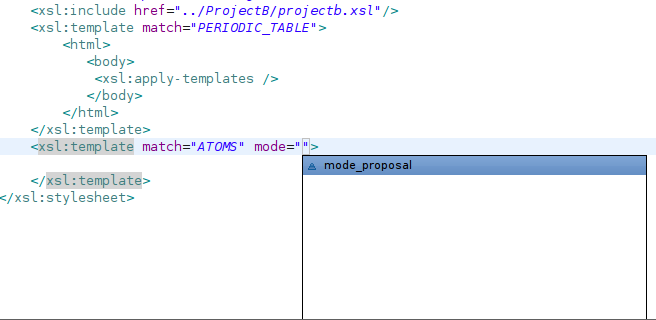 <xsl:include href="../ProjectB/projectb.xsl"/>
<xsl:template match="PERIODIC_TABLE">
<html>
<body>
<xsl:apply-templates />
</body>
</html>
</xsl:template>
<xsl:template match="ATOMS" mode="">
mode_proposal
</xsl:template>
</xsl:stylesheet>